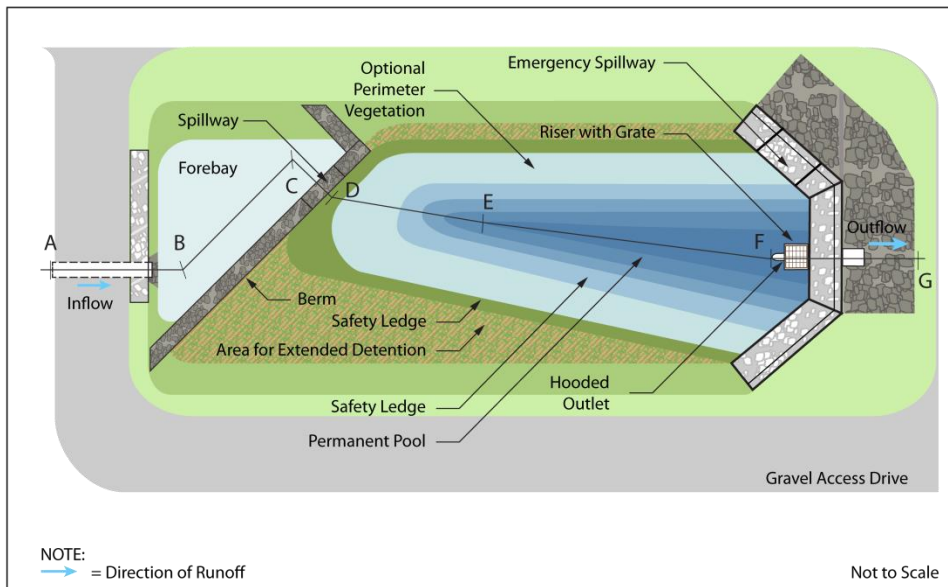 Optional
Perimeter
Vegetation
Emergency Spillway
Spillway
Riser with Grate
Forebay
C
D
E
A
B
F
Outflow
G
Inflow
Berm
Safety Ledge
Area for Extended Detention
Safety Ledge
Hooded
Outlet
Permanent Pool
Gravel Access Drive
NOTE:
= Direction of Runoff
Not to Scale